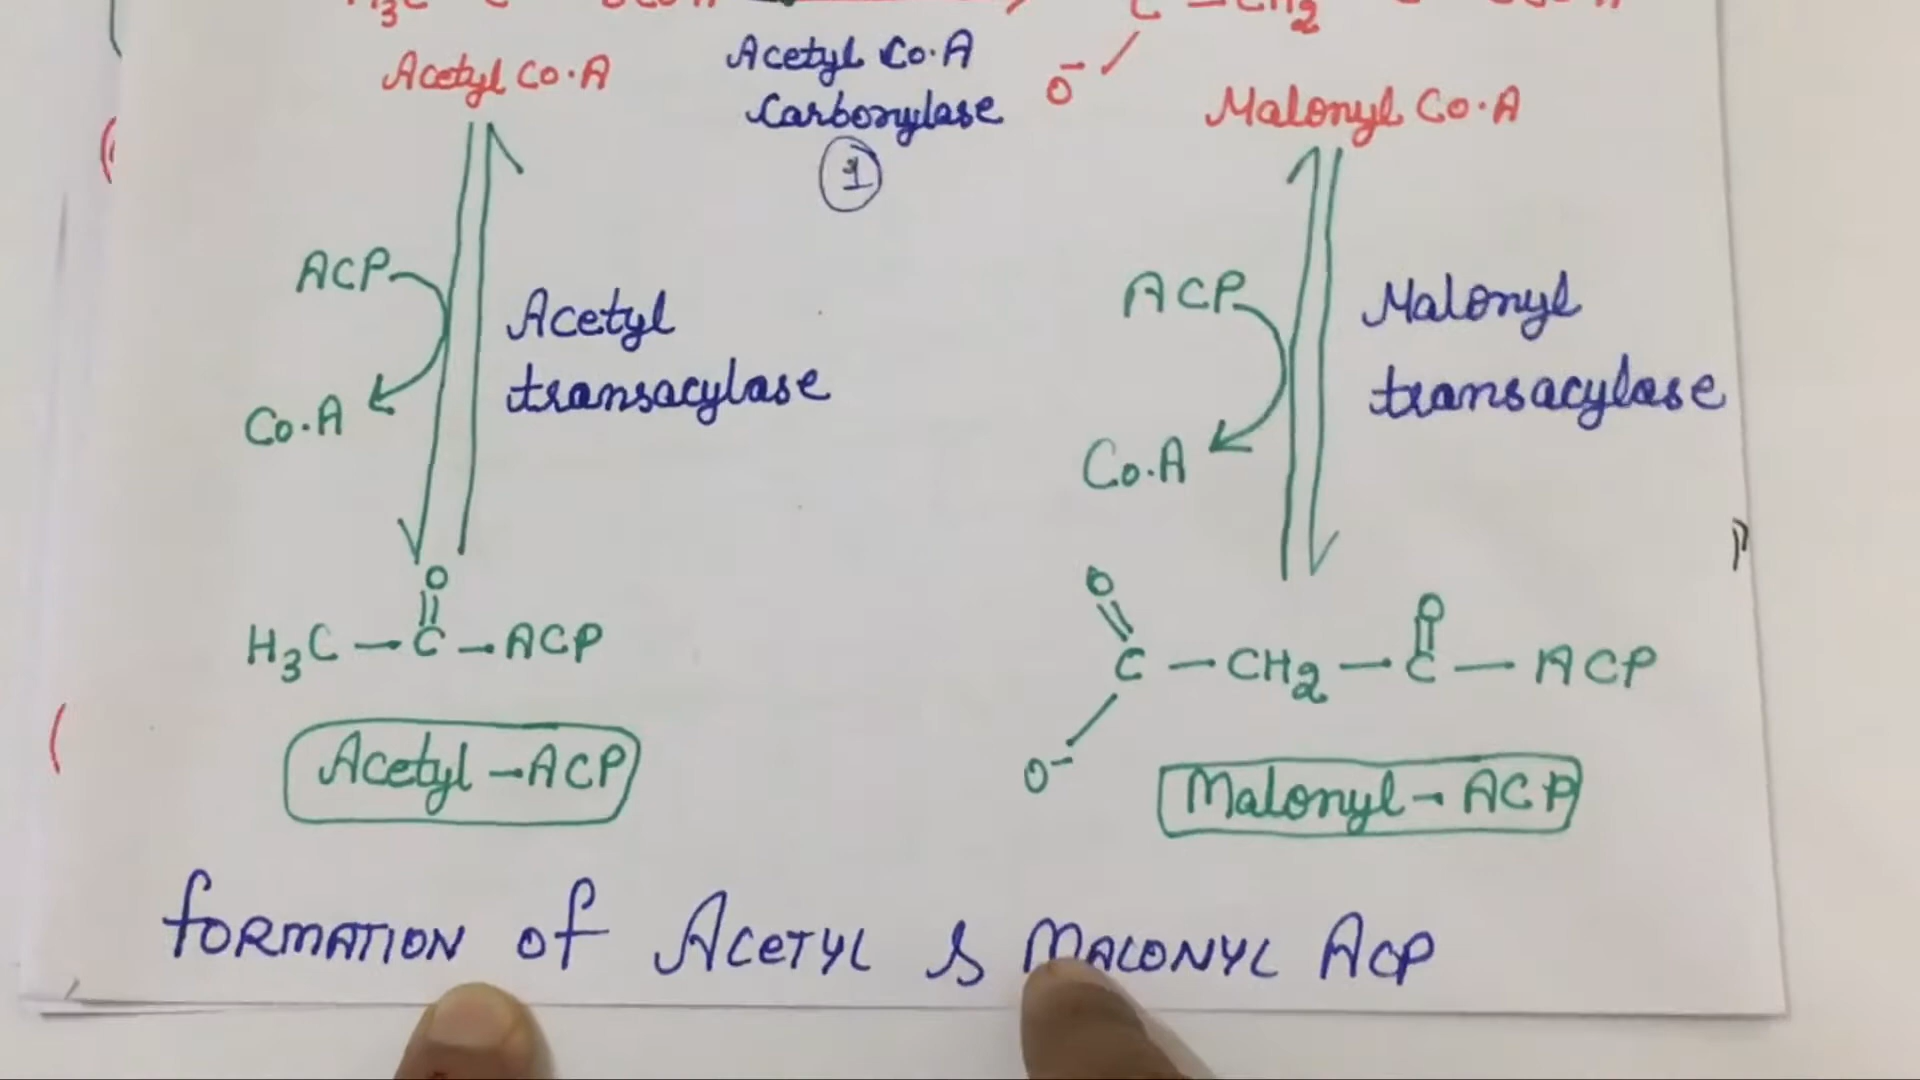 Acetyl Co.A
Acetyl Co.A
Carboxylase
1
O⁻
Malonyl Co.A
ACP
Acetyl
transacylase
Co.A
ACP
Malonyl
transacylase
Co.A
O
H₃C — C — ACP
Acetyl - ACP
O
O
C — CH₂ — C — ACP
O⁻
Malonyl - ACP
FORMATION of ACETYL & MALONYL ACP